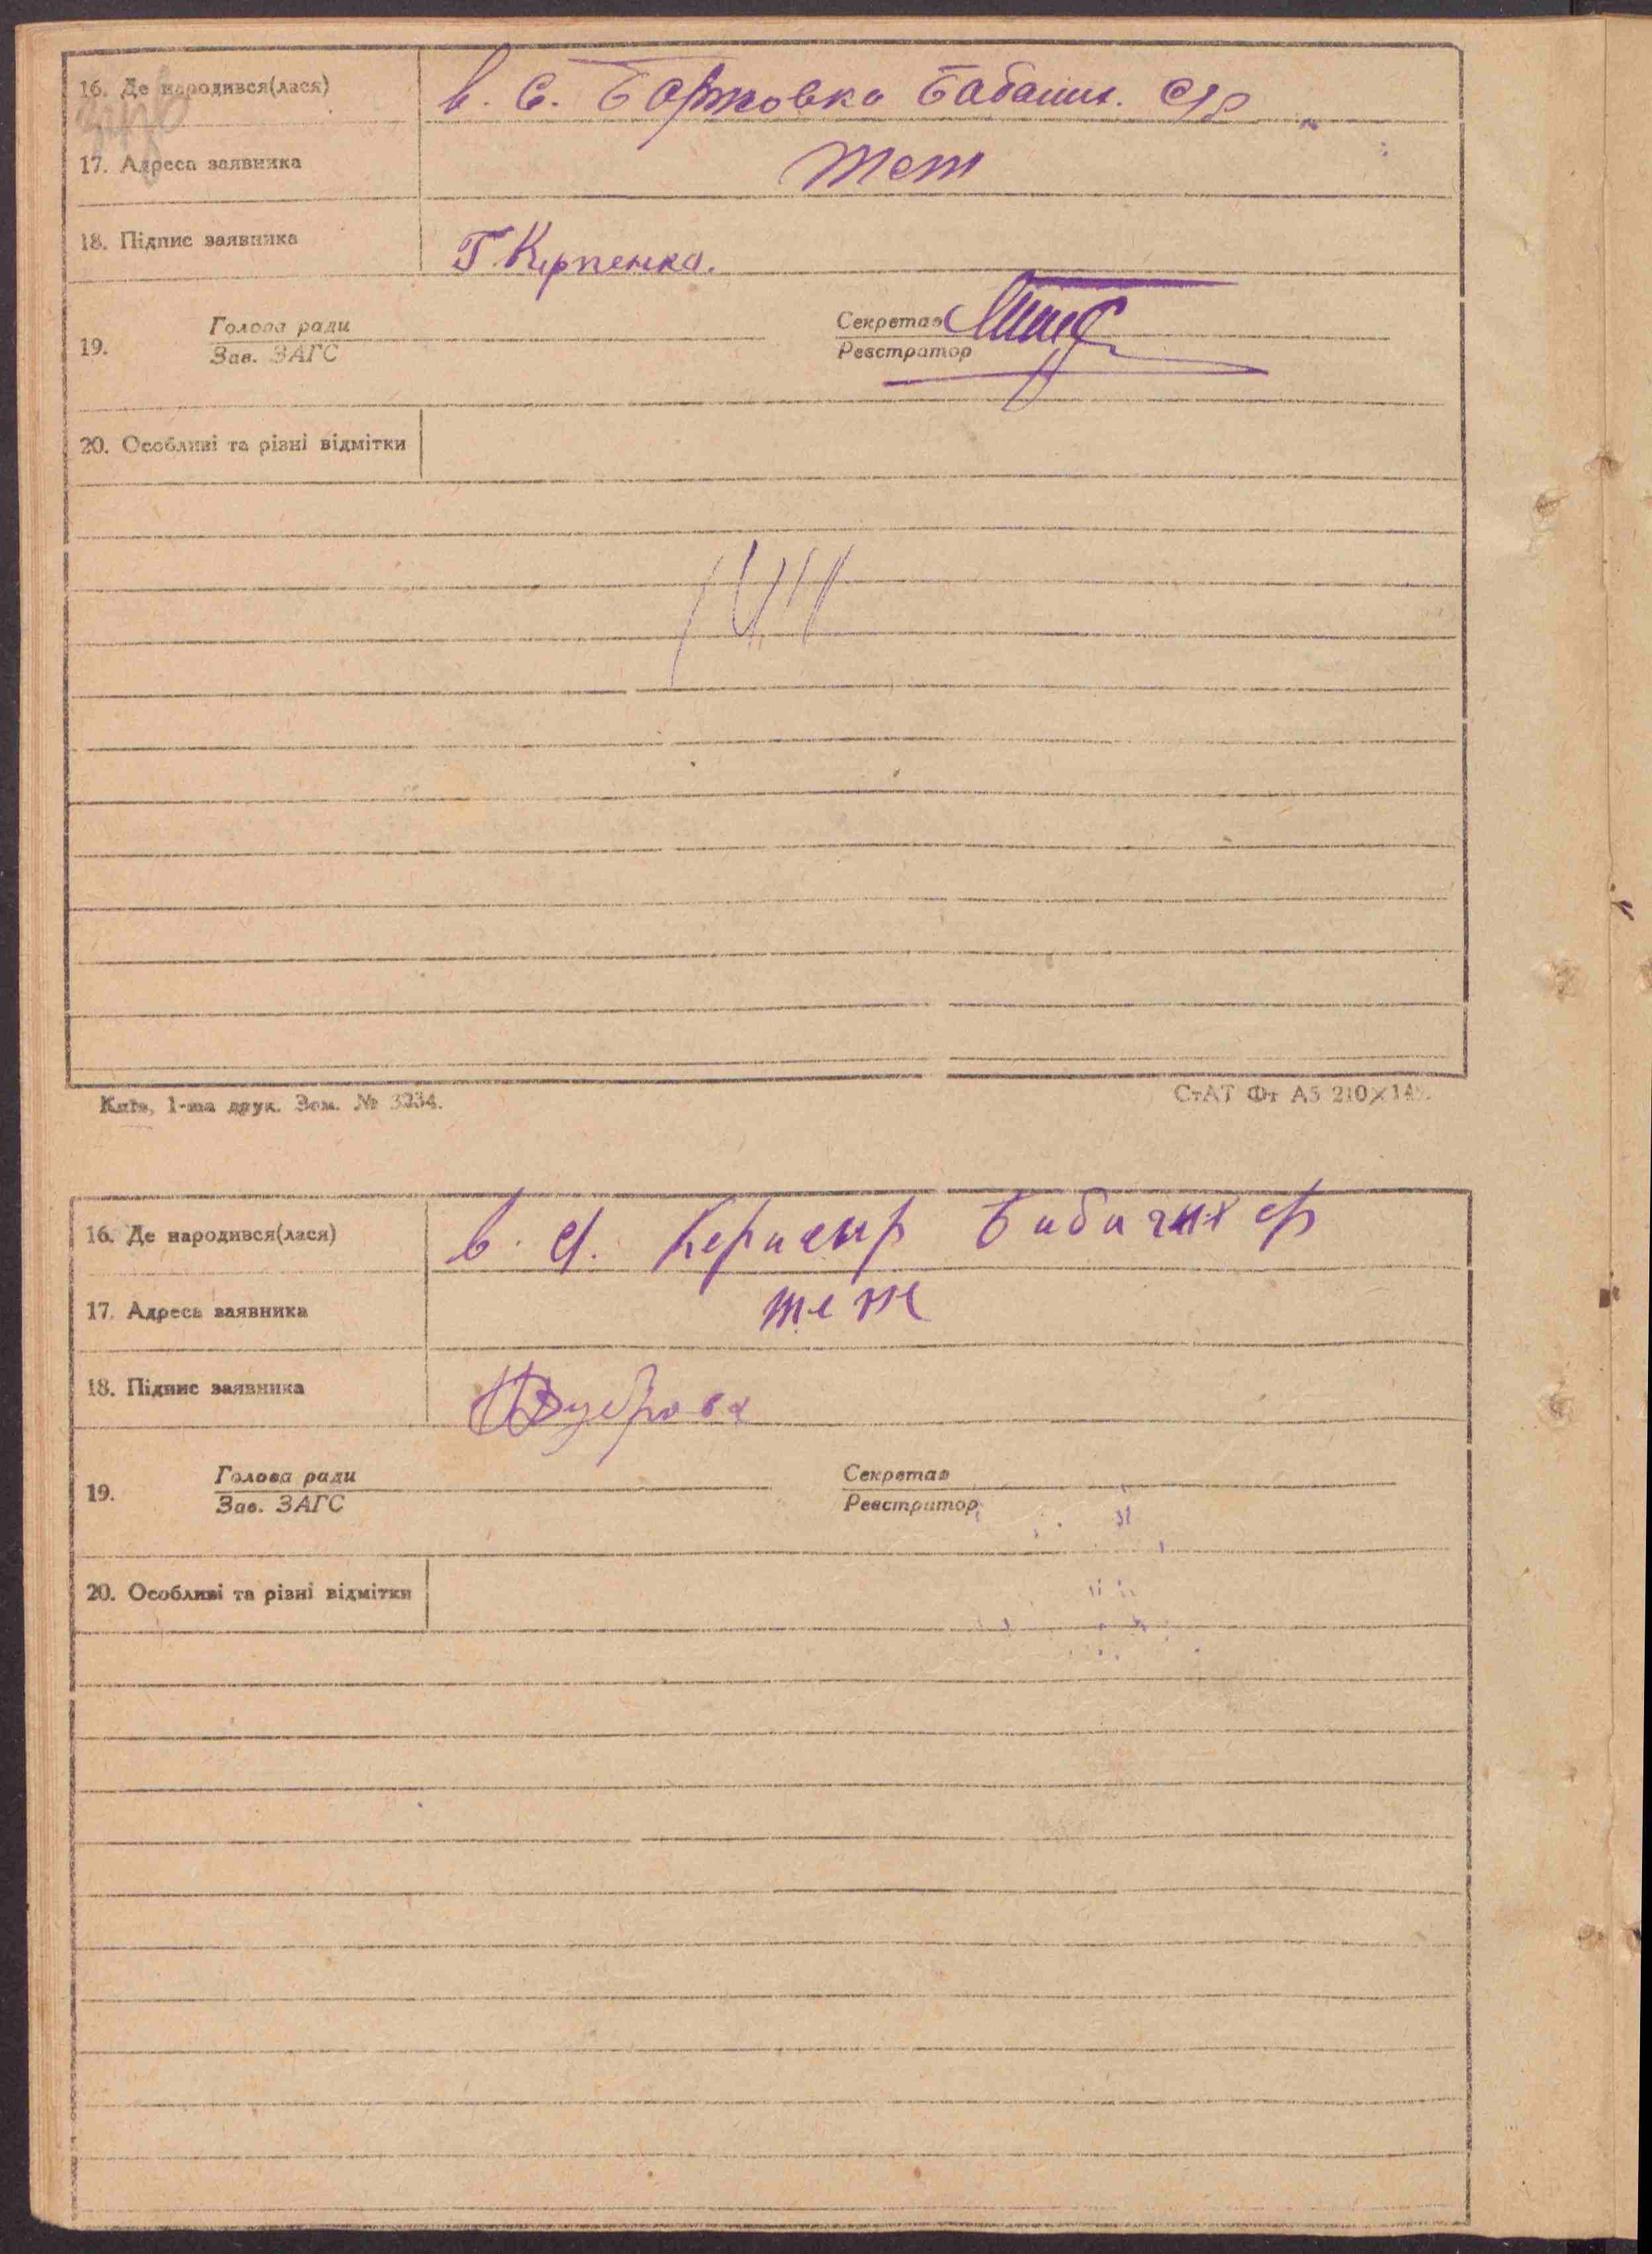 16. Де народився(лася)
в. с. Бабанц.
17. Адреса заявника
теж
18. Підпис заявника
Г. Кирпенко.
19. Голова ради
Зав. ЗАГС
Секретар
Реєстратор
20. Особливі та різні відмітки
Київ, 1-ша друк. Зам. № 3234.
СтАТ Фт А5 210×148.
16. Де народився(лася)
в. с.
17. Адреса заявника
теж
18. Підпис заявника
19. Голова ради
Зав. ЗАГС
Секретар
Реєстратор
20. Особливі та різні відмітки